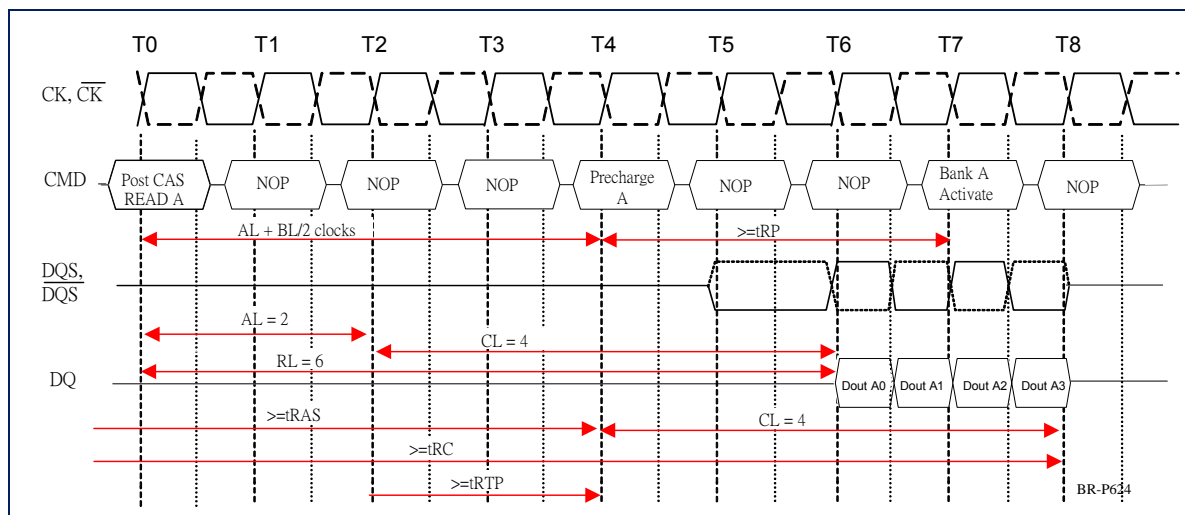 T0 T1 T2 T3 T4 T5 T6 T7 T8
CK, CK
CMD Post CAS READ A NOP NOP NOP Precharge A NOP NOP Bank A Activate NOP
AL + BL/2 clocks >=tRP
DQS,
DQS
AL = 2
CL = 4
RL = 6
DQ Dout A0 Dout A1 Dout A2 Dout A3
>=tRAS CL = 4
>=tRC
>=tRTP
BR-P624